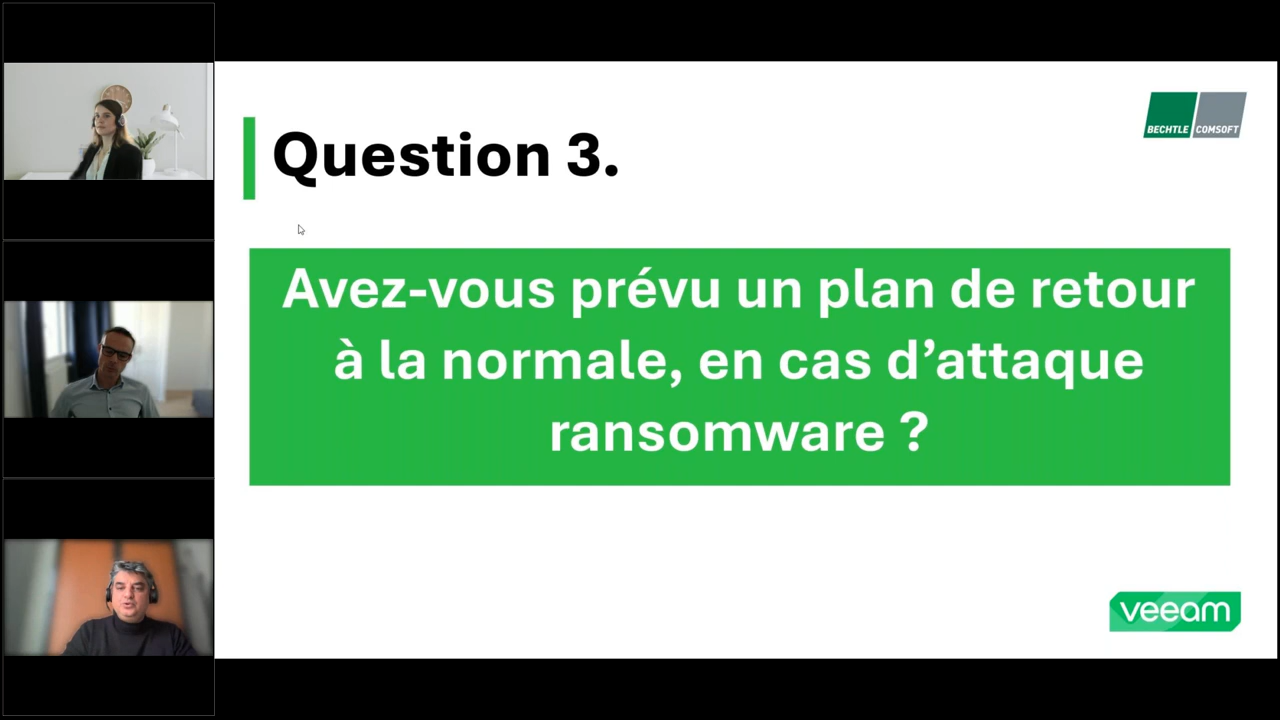 BECHTLE COMSOFT
Question 3.
Avez-vous prévu un plan de retour
à la normale, en cas d’attaque
ransomware ?
veeam